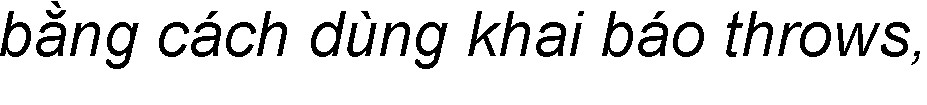 bằng cách dùng khai báo throws,